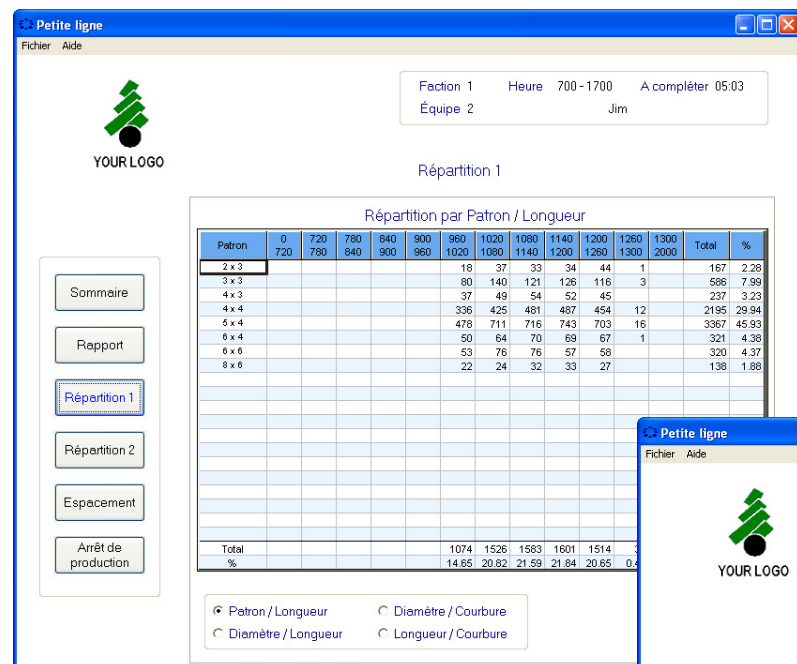 Petite ligne
Fichier Aide
Faction 1 Heure 700 - 1700 A compléter 05:03
Équipe 2 Jim
YOUR LOGO
Répartition 1
Répartition par Patron / Longueur
Patron 0 720 780 840 900 960 1020 1080 1140 1200 1260 1300 Total %
720 780 840 900 960 1020 1080 1140 1200 1260 1300 2000
2 x 3 18 37 33 34 44 1 167 2.28
3 x 3 80 140 121 126 116 3 586 7.99
4 x 3 37 49 54 52 45 237 3.23
4 x 4 336 425 481 487 454 12 2195 29.94
5 x 4 478 711 716 743 703 16 3367 45.93
6 x 4 50 64 70 69 67 1 321 4.38
6 x 6 53 76 76 57 58 320 4.37
8 x 6 22 24 32 33 27 138 1.88
Total 1074 1526 1583 1601 1514
% 14.65 20.82 21.59 21.84 20.65
Sommaire
Rapport
Répartition 1
Répartition 2
Espacement
Arrêt de
production
Patron / Longueur Diamètre / Courbure
Diamètre / Longueur Longueur / Courbure
Petite ligne
Fichier Aide
YOUR LOGO